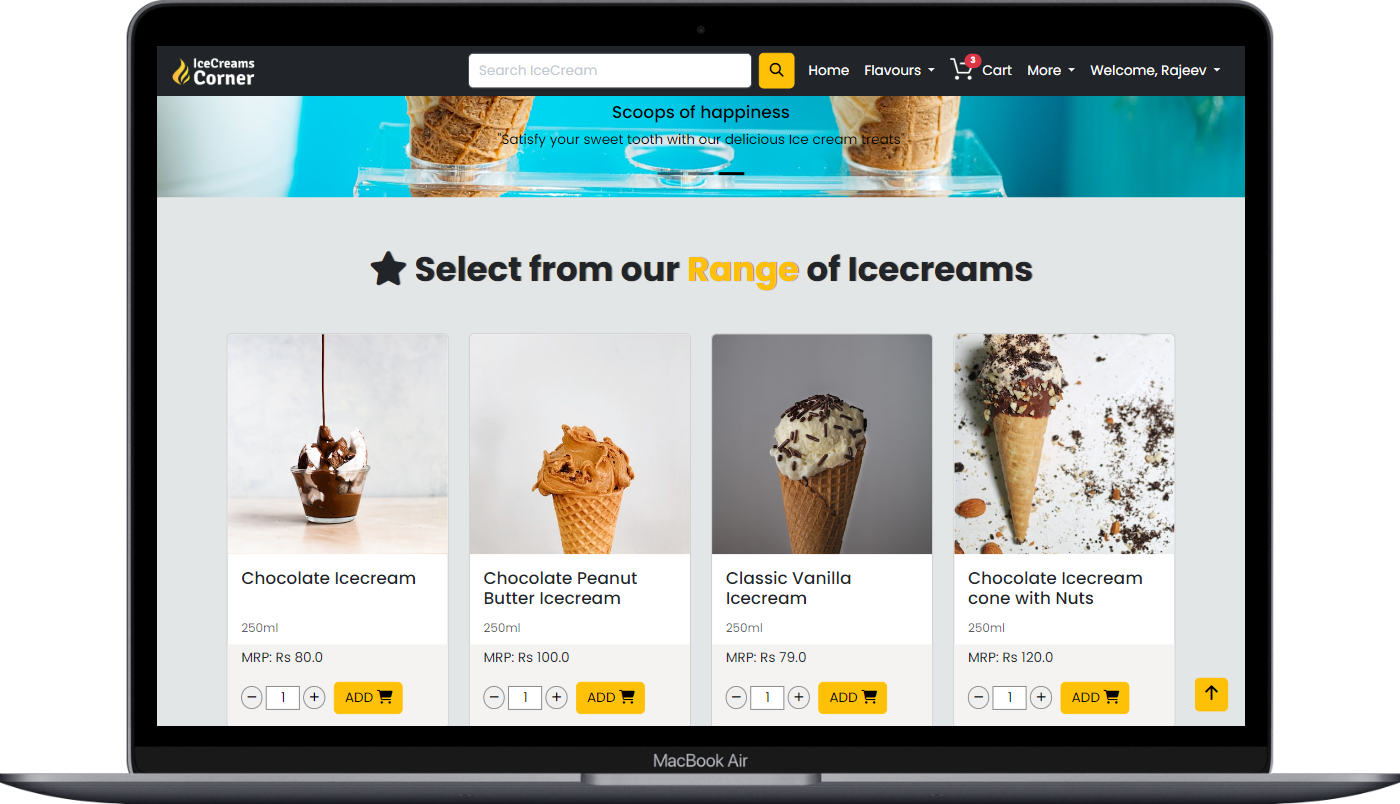 IceCreams
Corner
Search IceCream
Home
Flavours
3
Cart
More
Welcome, Rajeev
Scoops of happiness
"Satisfy your sweet tooth with our delicious Ice cream treats"
Select from our Range of Icecreams
Chocolate Icecream
250ml
MRP: Rs 80.0
1
ADD
Chocolate Peanut
Butter Icecream
250ml
MRP: Rs 100.0
1
ADD
Classic Vanilla
Icecream
250ml
MRP: Rs 79.0
1
ADD
Chocolate Icecream
cone with Nuts
250ml
MRP: Rs 120.0
1
ADD
MacBook Air